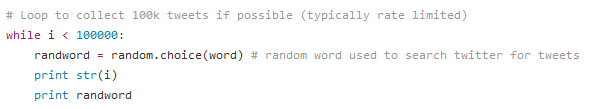 # Loop to collect 100k tweets if possible (typically rate limited)
while i < 100000:
    randword = random.choice(word) # random word used to search twitter for tweets
    print str(i)
    print randword